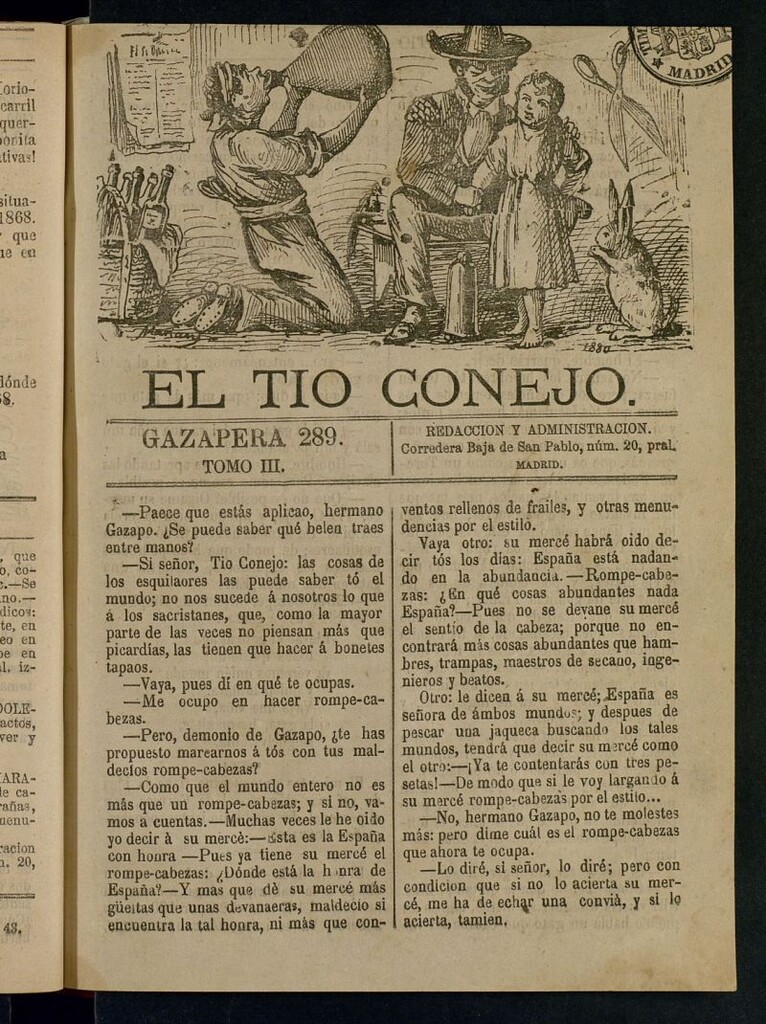 MADRID
1880
EL TIO CONEJO.
GAZAPERA 289.
TOMO III.
REDACCION Y ADMINISTRACION.
Corredera Baja de San Pablo, núm. 20, pral.
MADRID.
—Paece que estás aplicao, hermano
Gazapo. ¿Se puede saber qué belen traes
entre manos?
—Si señor, Tio Conejo: las cosas de
los esquilaores las puede saber tó el
mundo; no nos sucede á nosotros lo que
á los sacristanes, que, como la mayor
parte de las veces no piensan más que
picardías, las tienen que hacer á bonetes
tapaos.
—Vaya, pues dí en qué te ocupas.
—Me ocupo en hacer rompe-ca-
bezas.
—Pero, demonio de Gazapo, ¿te has
propuesto marearnos á tós con tus mal-
decíos rompe-cabezas?
—Como que el mundo entero no es
más que un rompe-cabezas; y si no, va-
mos a cuentas.—Muchas veces le he oido
yo decir à su mercè:—Esta es la España
con honra—Pues ya tiene su mercé el
rompe-cabezas: ¿Dónde está la honra de
España?—Y mas que dè su mercé más
güeltas que unas devanaeras, maldecío si
encuentra la tal honra, ni más que con-
ventos rellenos de frailes, y otras menu-
dencias por el estilo.
Vaya otro: su mercé habrá oido de-
cir tós los dias: España está nadan-
do en la abundancia.—Rompe-cabe-
zas: ¿En qué cosas abundantes nada
España?—Pues no se devane su mercé
el sentío de la cabeza; porque no en-
contrará más cosas abundantes que ham-
bres, trampas, maestros de secano, inge-
nieros y beatos.
Otro: le dicen á su mercé; España es
señora de ámbos mundos; y despues de
pescar una jaqueca buscando los tales
mundos, tendrá que decir su mercé como
el otro:—¡Ya te contentarás con tres pe-
setas!—De modo que si le voy largando á
su mercé rompe-cabezas por el estilo...
—No, hermano Gazapo, no te molestes
más: pero dime cuál es el rompe-cabezas
que ahora te ocupa.
—Lo diré, si señor, lo diré; pero con
condicion que si no lo acierta su mer-
cé, me ha de echar una convià, y si lo
acierta, tamien.
carril
1868.
que
43.